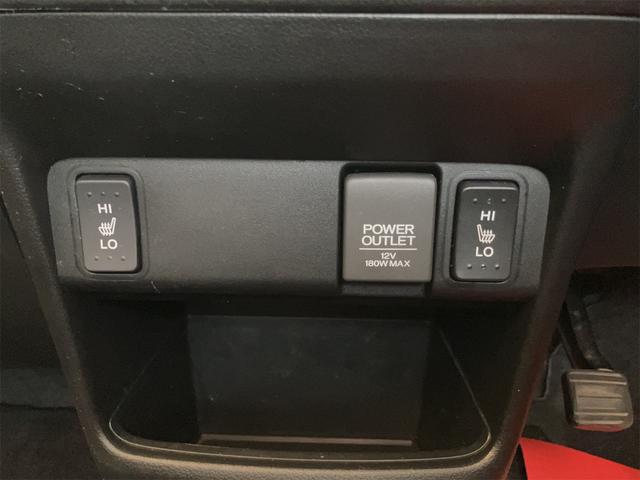 HI
LO
POWER
OUTLET
12V
180W MAX
HI
LO